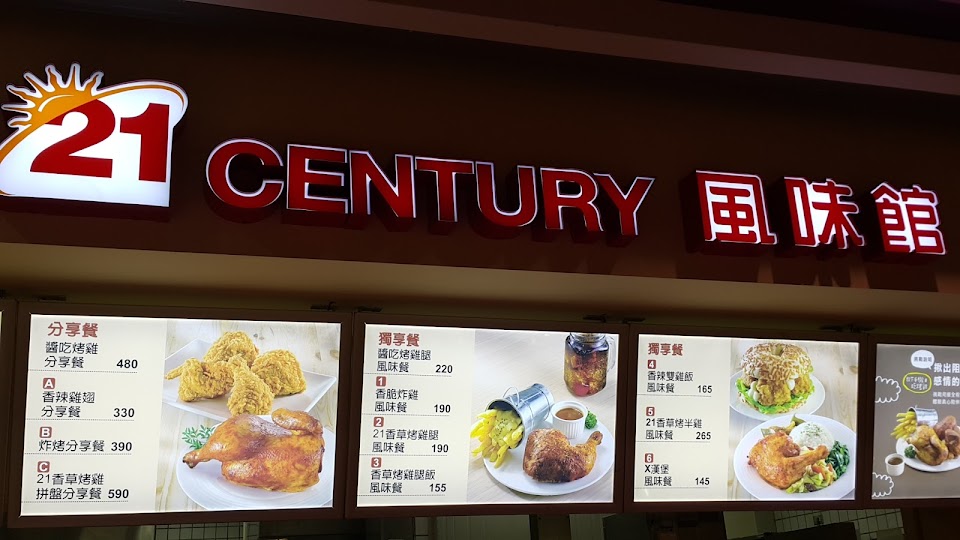 21 CENTURY 風味館
分享餐
醬吃烤雞
分享餐 480
A
香辣雞翅
分享餐 330
B
炸烤分享餐 390
C
21香草烤雞
拼盤分享餐 590
獨享餐
醬吃烤雞腿
風味餐 220
1
香脆炸雞
風味餐 190
2
21香草烤雞腿
風味餐 190
3
香草烤雞腿飯
風味餐 155
獨享餐
4
香辣雙雞飯
風味餐 165
5
21香草烤半雞
風味餐 265
6
X漢堡
風味餐 145
揪出阻
感情的